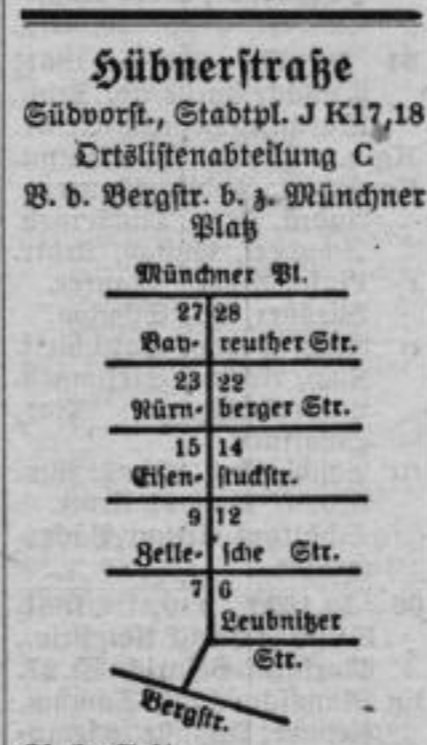 Hübnerſtraße
Südvorſt., Stadtpl. J K17,18
Ortsliſtenabteilung C
V. d. Bergſtr. b. z. Münchner
Platz
Münchner Pl.
27 28
Bay- reuther Str.
23 22
Nürn- berger Str.
15 14
Eiſen- ſtuckſtr.
9 12
Zelle- ſche Str.
7 6
Leubnitzer
Str.
Bergſtr.